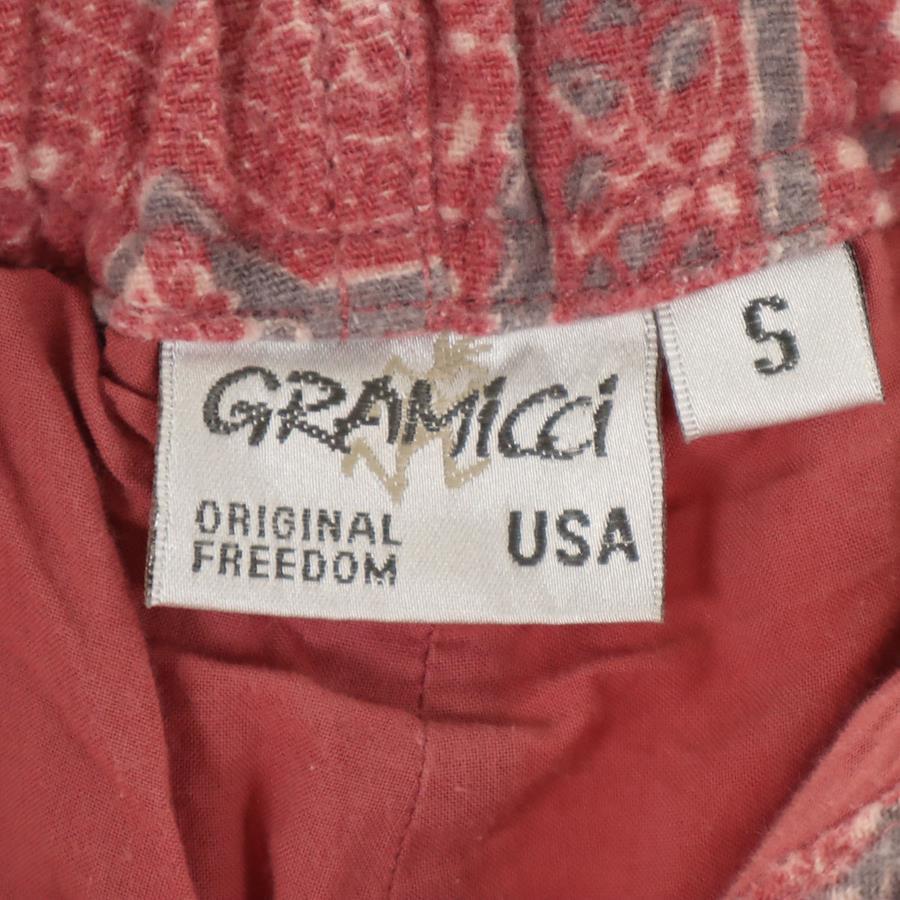 GRAMiCCi
ORIGINAL
FREEDOM
USA
S